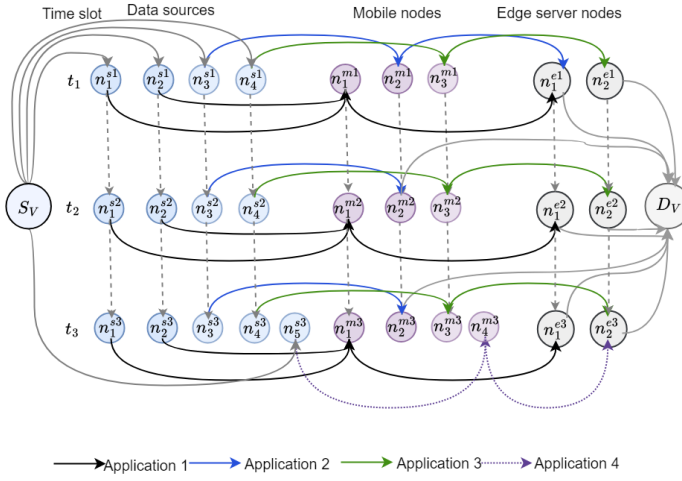 Time slot Data sources Mobile nodes Edge server nodes
t₁ n₁ˢ¹ n₂ˢ¹ n₃ˢ¹ n₄ˢ¹ n₁ᵐ¹ n₂ᵐ¹ n₃ᵐ¹ n₁ᵉ¹ n₂ᵉ¹
S_V t₂ n₁ˢ² n₂ˢ² n₃ˢ² n₄ˢ² n₁ᵐ² n₂ᵐ² n₃ᵐ² n₁ᵉ² n₂ᵉ² D_V
t₃ n₁ˢ³ n₂ˢ³ n₃ˢ³ n₄ˢ³ n₅ˢ³ n₁ᵐ³ n₂ᵐ³ n₃ᵐ³ n₄ᵐ³ n₁ᵉ³ n₂ᵉ³
Application 1 Application 2 Application 3 Application 4